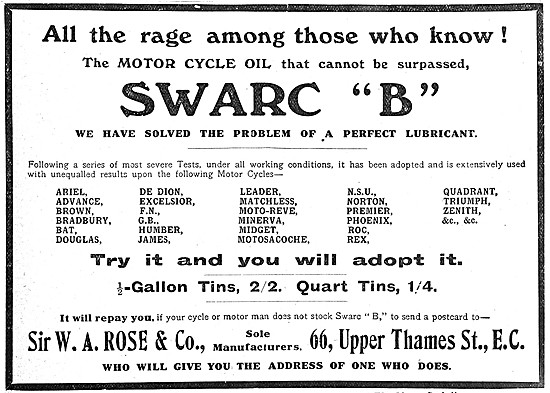 All the rage among those who know!
The MOTOR CYCLE OIL that cannot be surpassed,
SWARC "B"
WE HAVE SOLVED THE PROBLEM OF A PERFECT LUBRICANT.
Following a series of most severe Tests, under all working conditions, it has been adopted and is extensively used
with unequalled results upon the following Motor Cycles—
ARIEL, DE DION, LEADER, N.S.U., QUADRANT,
ADVANCE, EXCELSIOR, MATCHLESS, NORTON, TRIUMPH,
BROWN, F.N., MOTO-REVE, PREMIER, ZENITH,
BRADBURY, G.B., MINERVA, PHOENIX, &c., &c.
BAT, HUMBER, MIDGET, ROC,
DOUGLAS, JAMES, MOTOSACOCHE, REX,
Try it and you will adopt it.
½-Gallon Tins, 2/2. Quart Tins, 1/4.
It will repay you, if your cycle or motor man does not stock Swarc "B," to send a postcard to—
Sir W. A. ROSE & Co., Sole Manufacturers, 66, Upper Thames St., E.C.
WHO WILL GIVE YOU THE ADDRESS OF ONE WHO DOES.